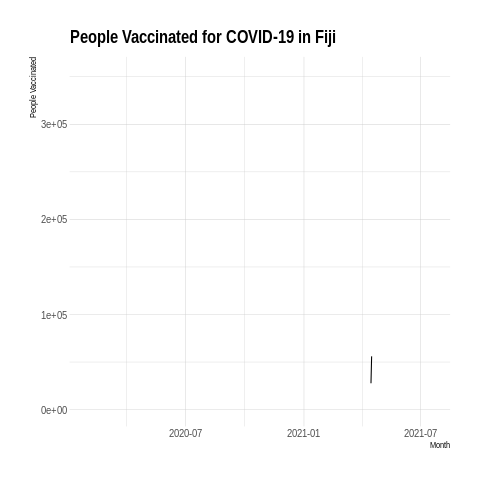 People Vaccinated for COVID-19 in Fiji
People Vaccinated
3e+05
2e+05
1e+05
0e+00
2020-07
2021-01
2021-07
Month